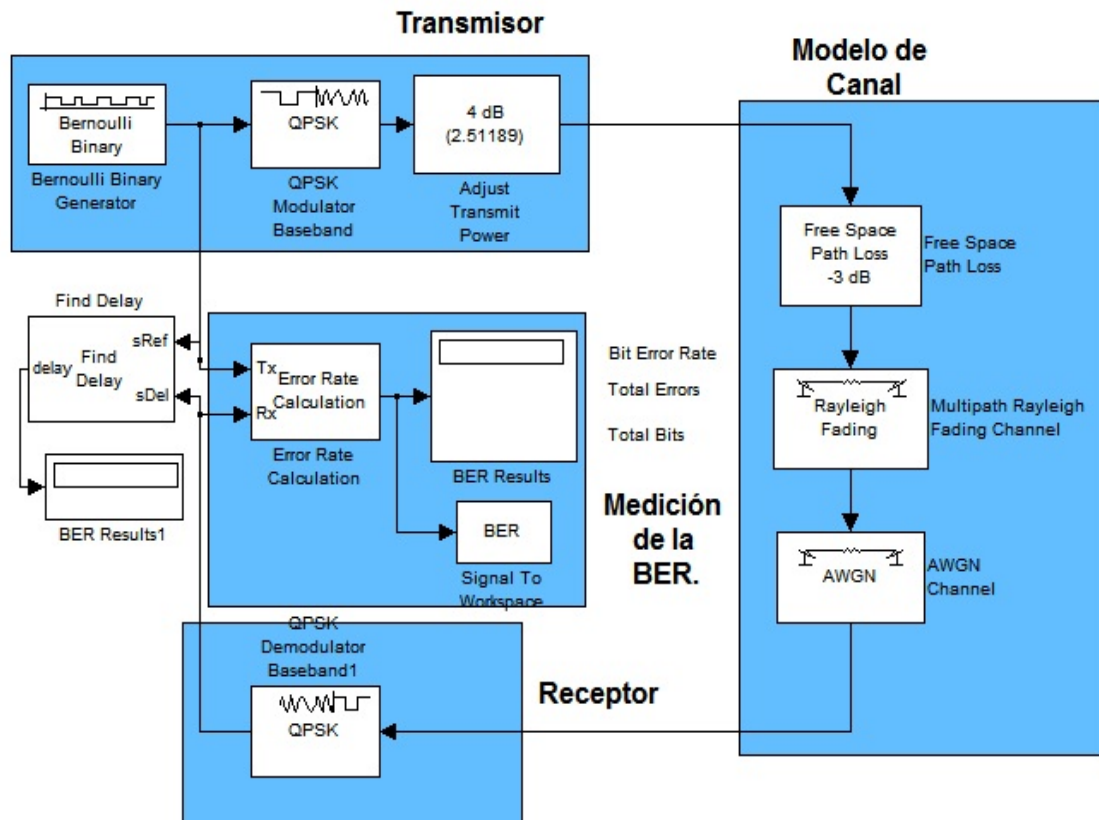 Transmisor
Bernoulli
Binary
Bernoulli Binary
Generator
QPSK
QPSK
Modulator
Baseband
4 dB
(2.51189)
Adjust
Transmit
Power
Modelo de
Canal
Free Space
Path Loss
-3 dB
Free Space
Path Loss
Rayleigh
Fading
Multipath Rayleigh
Fading Channel
AWGN
AWGN
Channel
Find Delay
sRef
delay
Find
Delay
sDel
BER Results1
Tx
Rx
Error Rate
Calculation
Error Rate
Calculation
BER Results
Bit Error Rate
Total Errors
Total Bits
BER
Signal To
Workspace
Medición
de la
BER.
QPSK
Demodulator
Baseband1
QPSK
Receptor